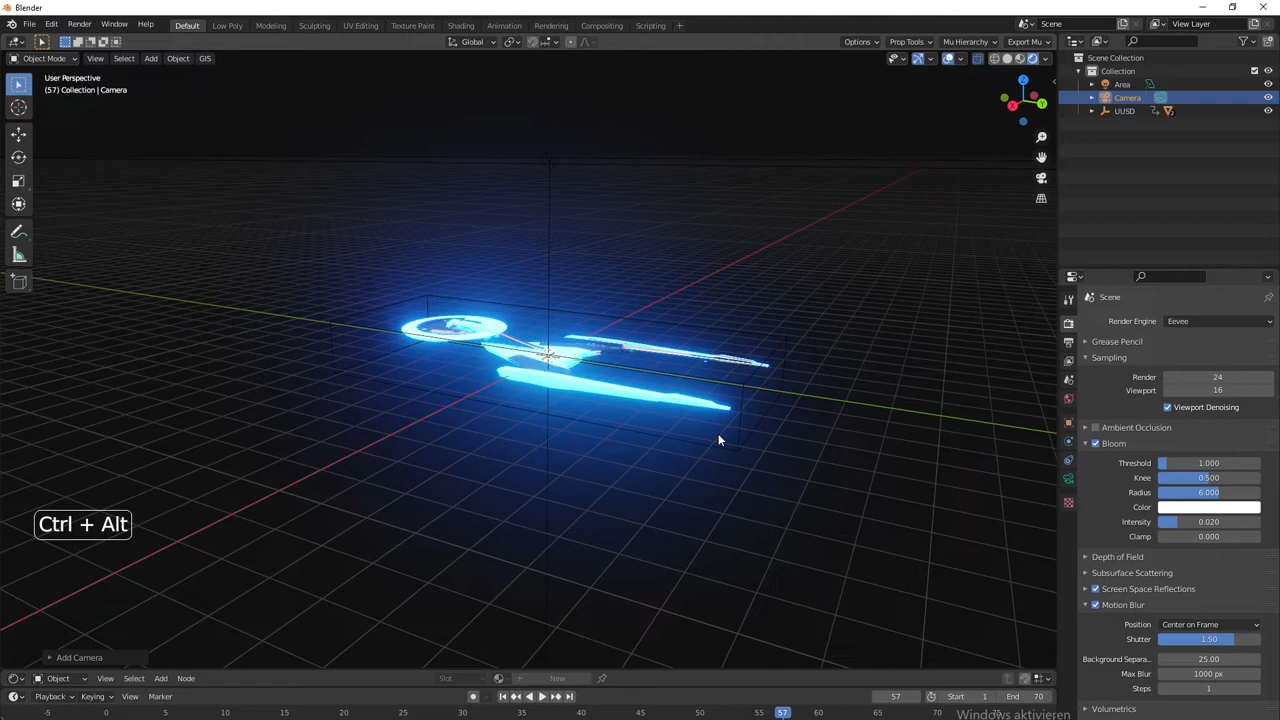 Blender
File Edit Render Window Help Default Low Poly Modeling Sculpting UV Editing Texture Paint Shading Animation Rendering Compositing Scripting + Scene View Layer
Global Options Prop Tools Mu Hierarchy Export Mu
Object Mode View Select Add Object GIS
User Perspective
(57) Collection | Camera
Scene Collection
Collection
Area
Camera
UUSD
Z
X
Y
Scene
Render Engine Eevee
Grease Pencil
Sampling
Render 24
Viewport 16
Viewport Denoising
Ambient Occlusion
Bloom
Threshold 1.000
Knee 0.500
Radius 6.000
Color
Intensity 0.020
Clamp 0.000
Depth of Field
Subsurface Scattering
Screen Space Reflections
Motion Blur
Position Center on Frame
Shutter 1.50
Background Separa... 25.00
Max Blur 1000 px
Steps 1
Volumetrics
Ctrl + Alt
Add Camera
Object View Select Add Node Slot New
Playback Keying View Marker 57 Start 1 End 70
-5 0 5 10 15 20 25 30 35 40 45 50 57 60 65 70 75
Windows aktivieren